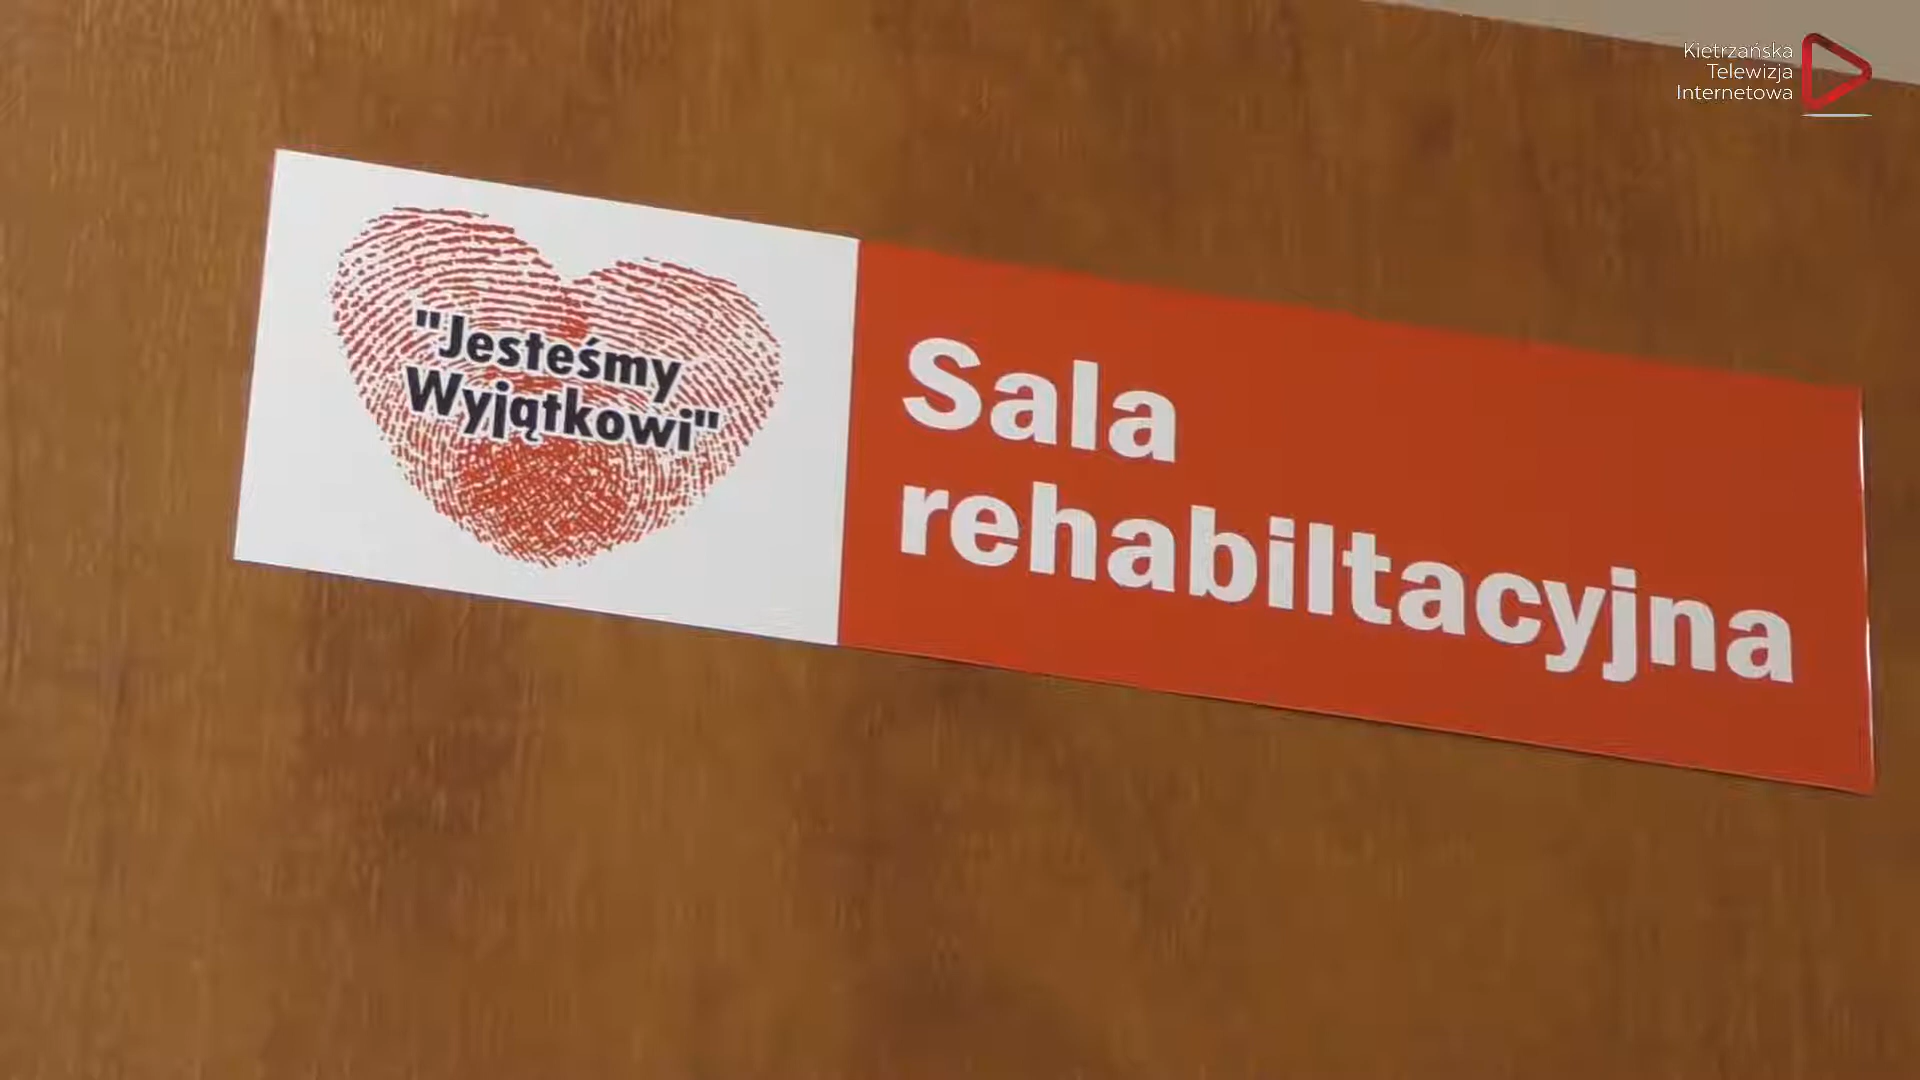 Kietrzańska
Telewizja
Internetowa
"Jesteśmy
Wyjątkowi"
Sala
rehabiltacyjna